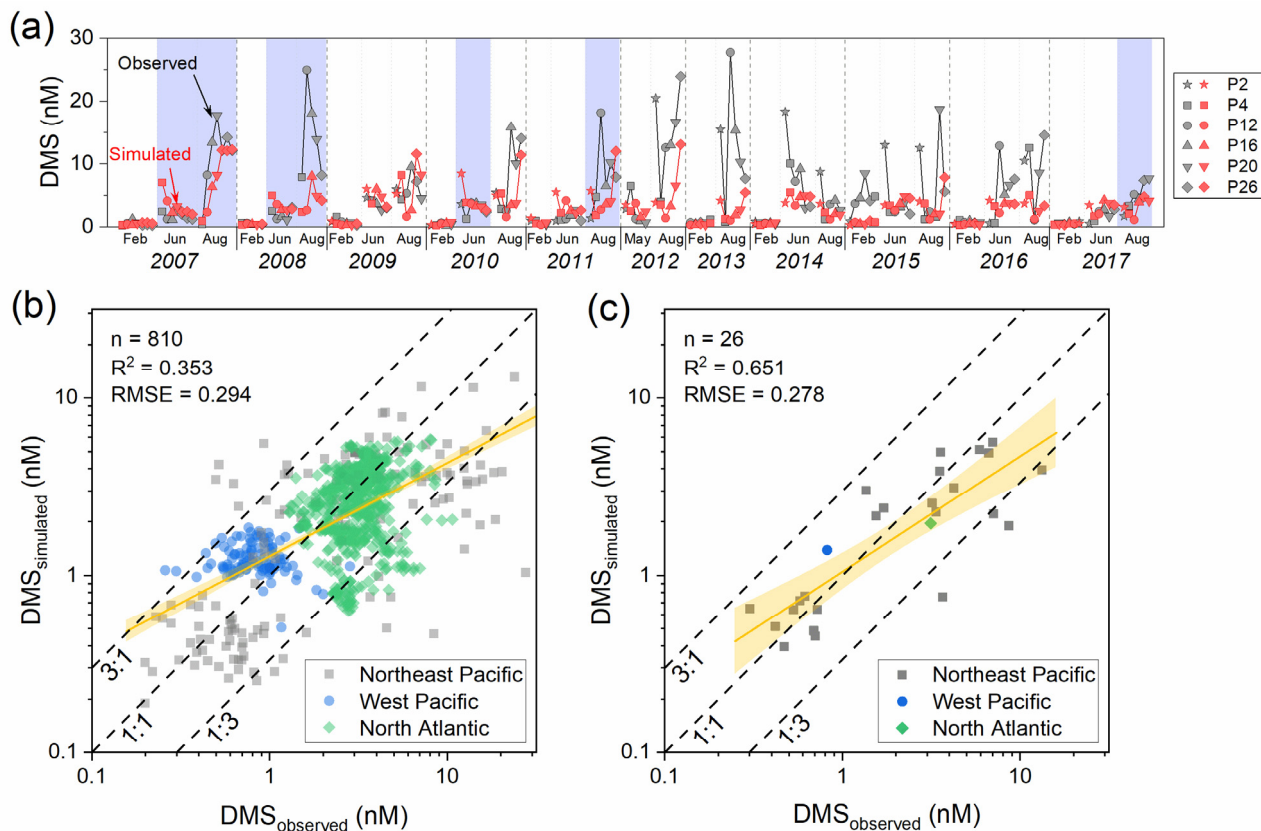 (a)
30
20
10
0
DMS (nM)
Observed
Simulated
P2
P4
P12
P16
P20
P26
Feb Jun Aug Feb Jun Aug Feb Jun Aug Feb Jun Aug Feb Jun Aug May Aug Feb Aug Feb Jun Aug Feb Jun Aug Feb Jun Aug Feb Jun Aug
2007 2008 2009 2010 2011 2012 2013 2014 2015 2016 2017
(b)
n = 810
R² = 0.353
RMSE = 0.294
10
1
0.1
DMSsimulated (nM)
3:1
1:1
1:3
Northeast Pacific
West Pacific
North Atlantic
0.1 1 10
DMSobserved (nM)
(c)
n = 26
R² = 0.651
RMSE = 0.278
10
1
0.1
DMSsimulated (nM)
3:1
1:1
1:3
Northeast Pacific
West Pacific
North Atlantic
0.1 1 10
DMSobserved (nM)